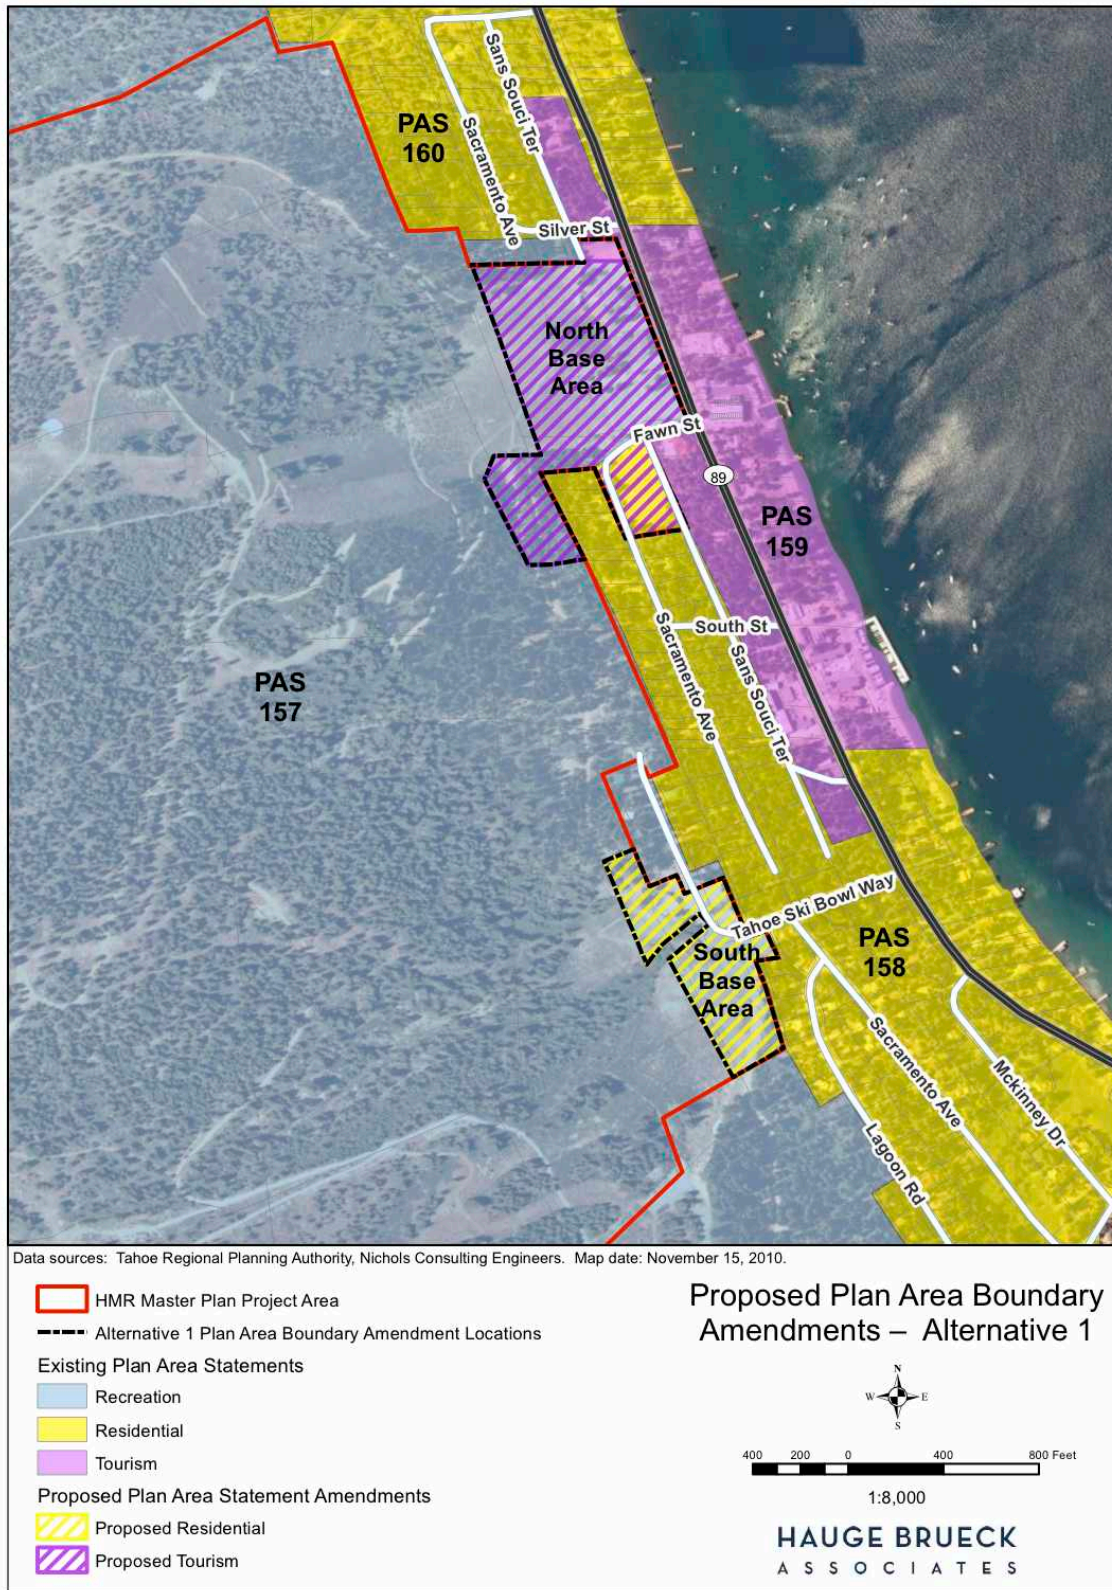 Sans Souci Ter
PAS
160
Sacramento Ave
Silver St
North
Base
Area
Fawn St
89
PAS
159
South St
Sacramento Ave
Sans Souci Ter
PAS
157
Tahoe Ski Bowl Way
PAS
158
South
Base
Area
Sacramento Ave
Mckinney Dr
Lagoon Rd
Data sources: Tahoe Regional Planning Authority, Nichols Consulting Engineers. Map date: November 15, 2010.
HMR Master Plan Project Area
Alternative 1 Plan Area Boundary Amendment Locations
Existing Plan Area Statements
Recreation
Residential
Tourism
Proposed Plan Area Statement Amendments
Proposed Residential
Proposed Tourism
Proposed Plan Area Boundary
Amendments – Alternative 1
N
W E
S
400 200 0 400 800 Feet
1:8,000
HAUGE BRUECK
ASSOCIATES